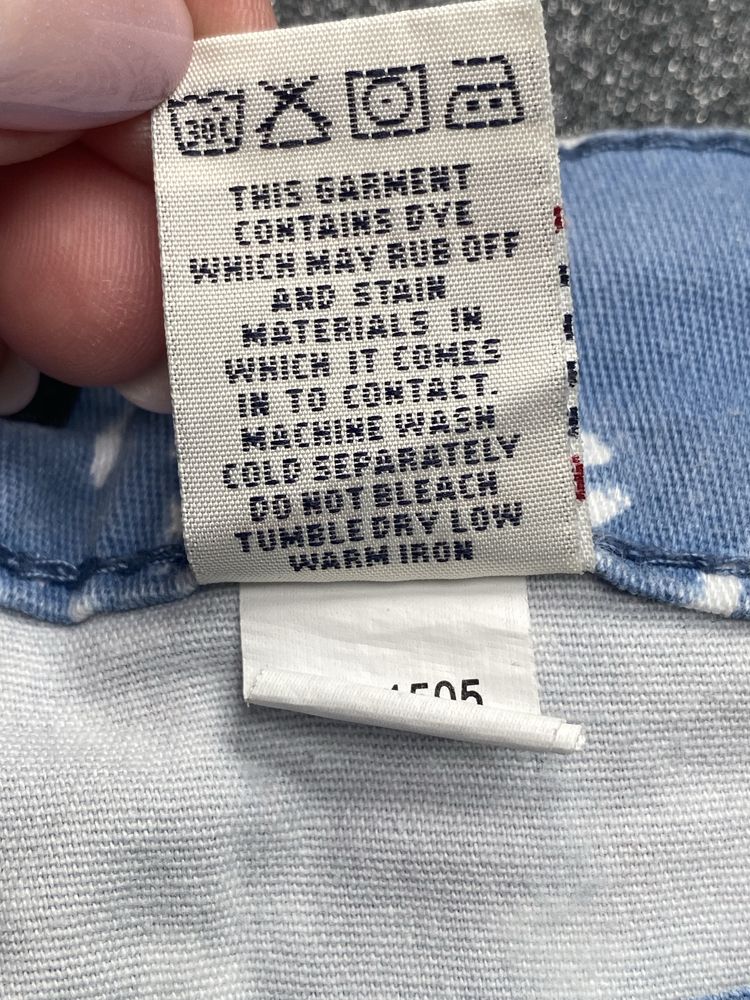 30C
THIS GARMENT
CONTAINS DYE
WHICH MAY RUB OFF
AND STAIN
MATERIALS IN
WHICH IT COMES
IN TO CONTACT.
MACHINE WASH
COLD SEPARATELY
DO NOT BLEACH
TUMBLE DRY LOW
WARM IRON